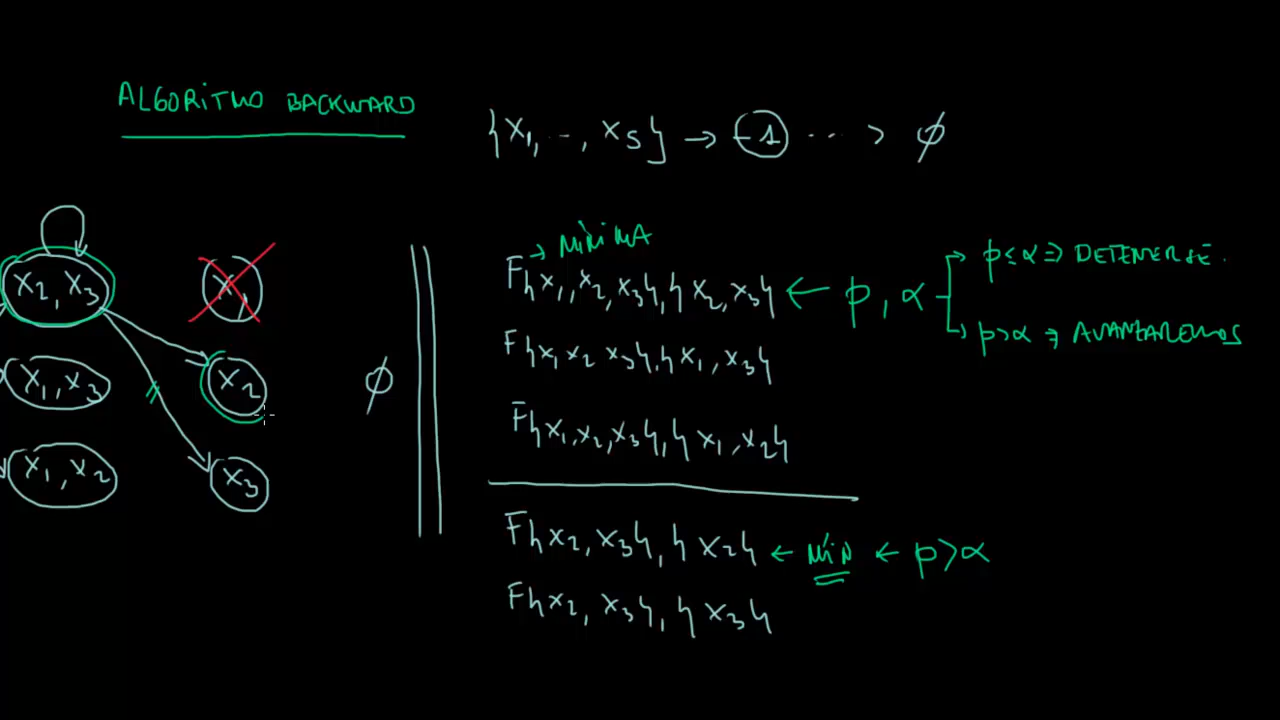 ALGORITMO BACKWARD
{x₁, ..., x₅} → -1 ... > ∅
x₂, x₃
x₁
x₁, x₃
x₂
∅
x₁, x₂
x₃
→ MÍNIMA
F{x₁, x₂, x₃}, {x₂, x₃} ← p, α
p≤α ⇒ DETENERSE.
p>α ⇒ AVANZAREMOS
F{x₁ x₂ x₃}, {x₁, x₃}
F{x₁, x₂, x₃}, {x₁, x₂}
F{x₂, x₃}, {x₂} ← MÍN ← p>α
F{x₂, x₃}, {x₃}